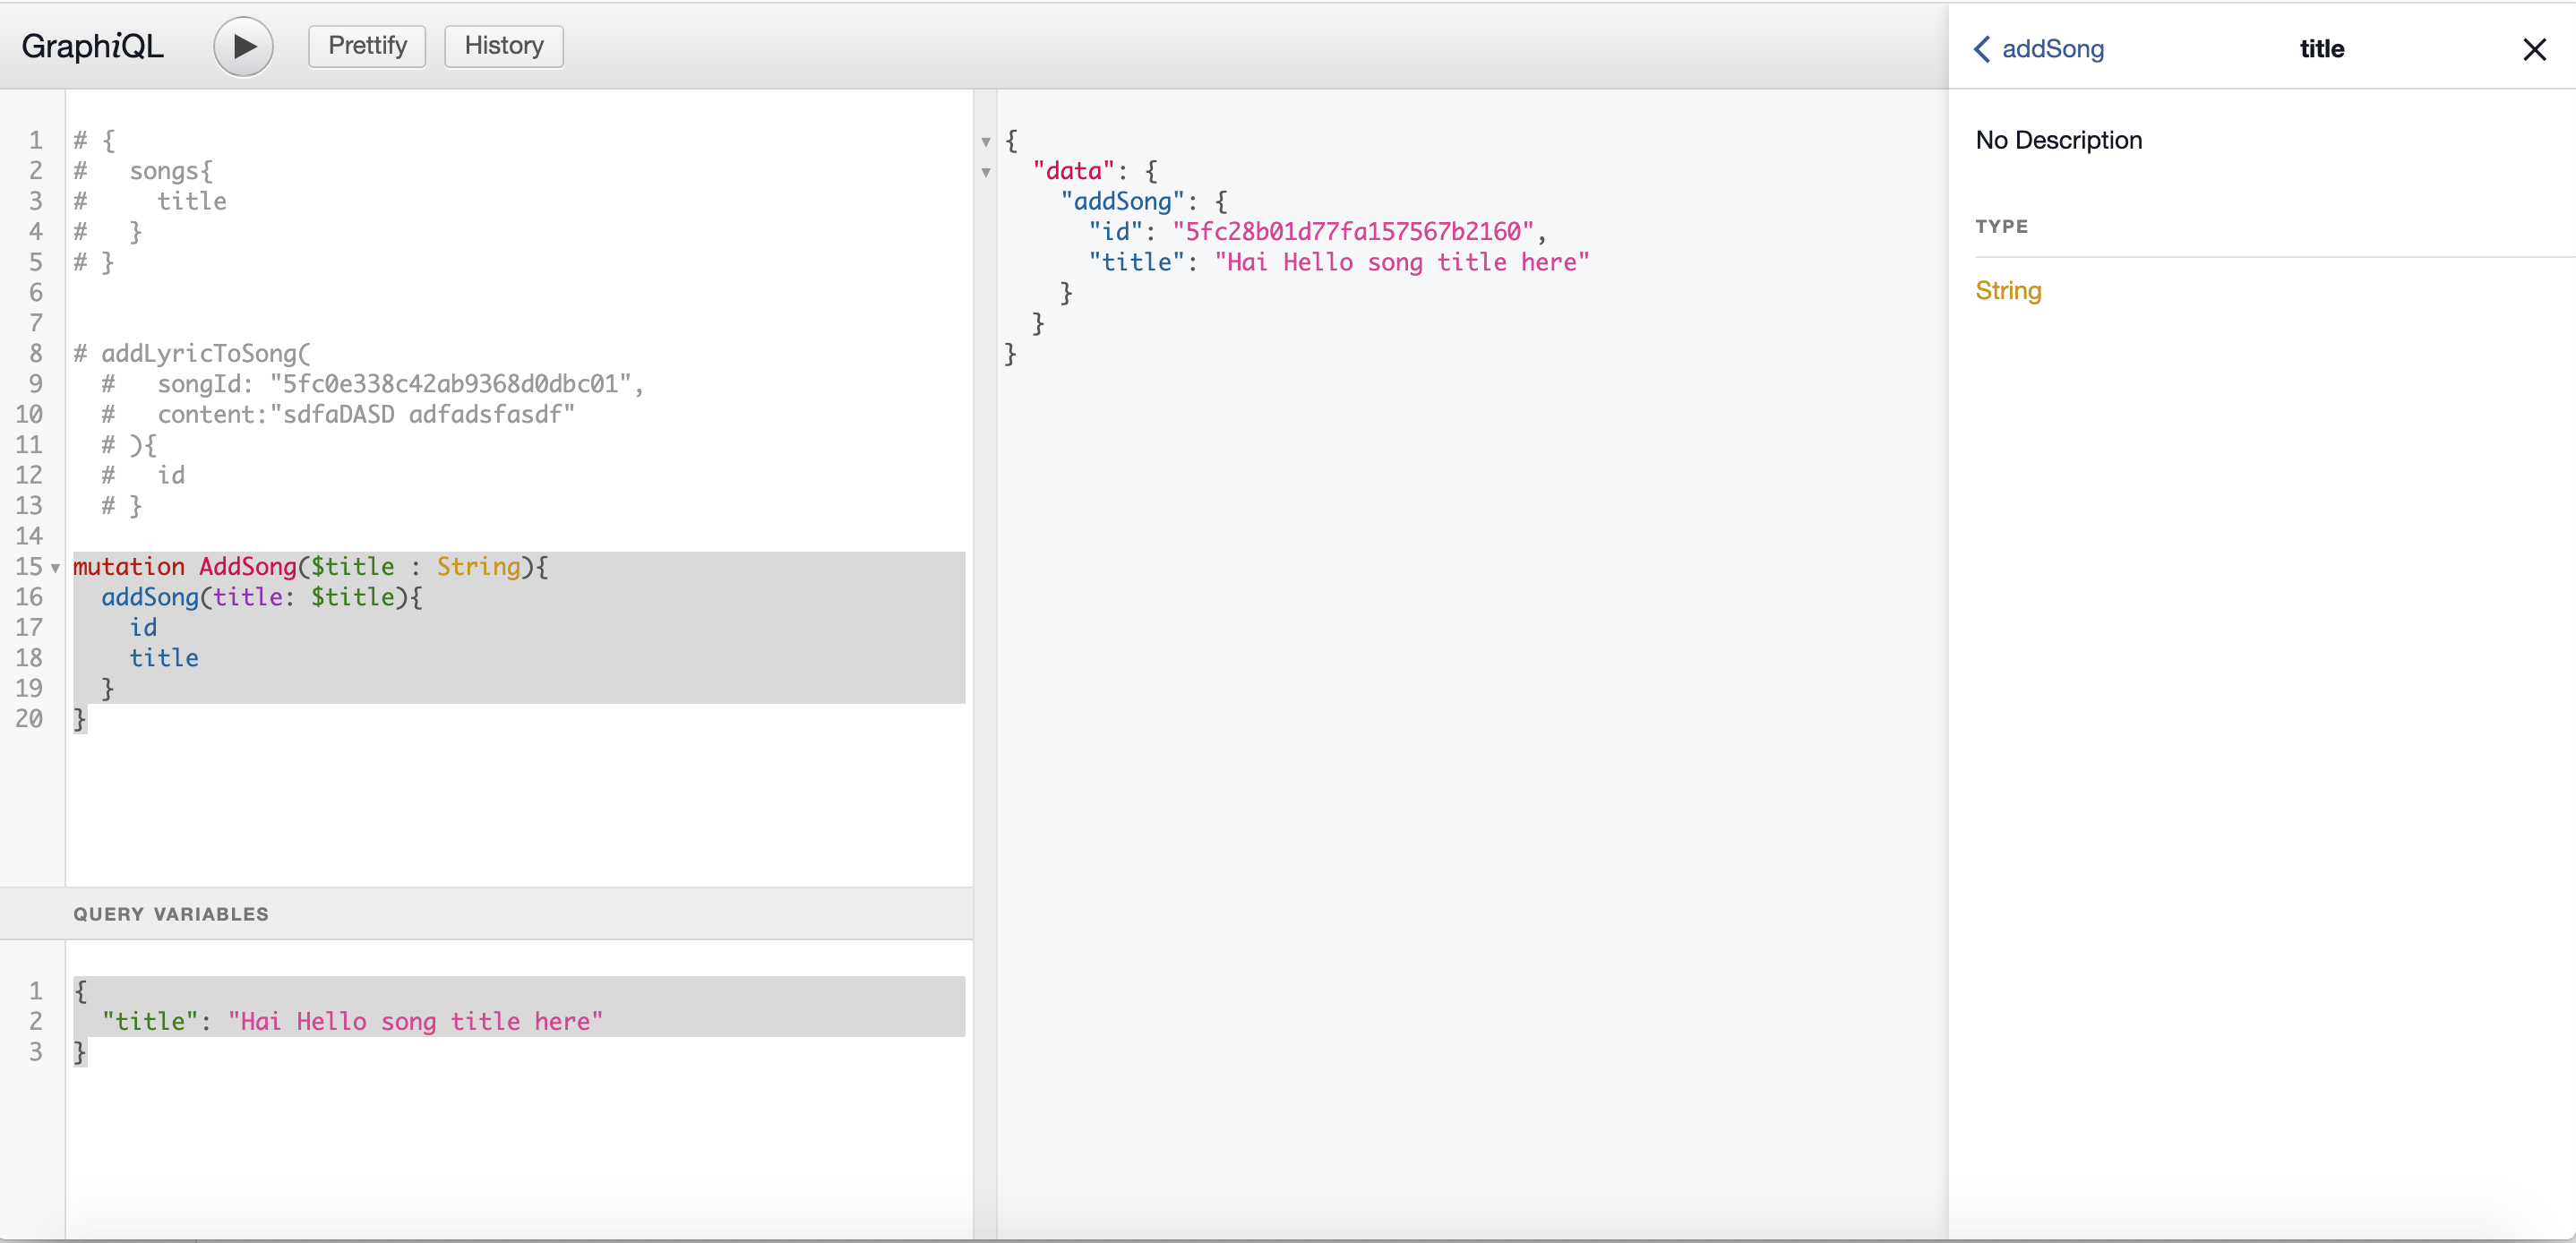 GraphiQL Prettify History
1 # {
2 #   songs{
3 #     title
4 #   }
5 # }
6
7
8 # addLyricToSong(
9   #   songId: "5fc0e338c42ab9368d0dbc01",
10   #   content:"sdfaDASD adfadsfasdf"
11   # ){
12   #   id
13   # }
14
15 mutation AddSong($title : String){
16   addSong(title: $title){
17     id
18     title
19   }
20 }
QUERY VARIABLES
1 {
2   "title": "Hai Hello song title here"
3 }
{
  "data": {
    "addSong": {
      "id": "5fc28b01d77fa157567b2160",
      "title": "Hai Hello song title here"
    }
  }
}
addSong title
No Description
TYPE
String